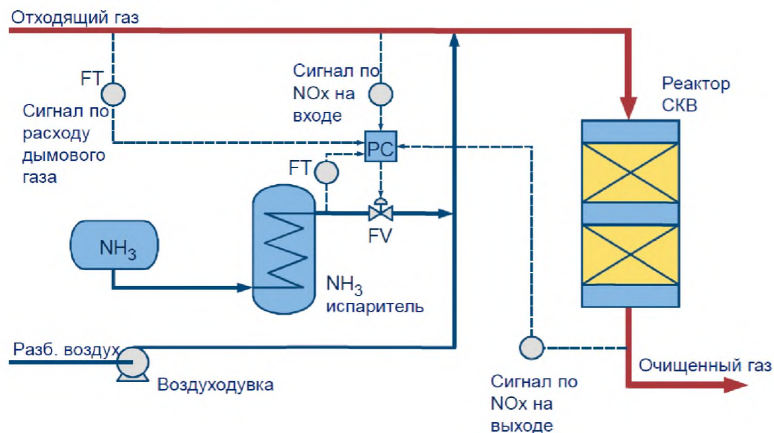 Отходящий газ
FT
Сигнал по
расходу
дымового
газа
Сигнал по
NOx на
входе
PC
FT
FV
NH3
NH3
испаритель
Разб. воздух
Воздуходувка
Реактор
СКВ
Сигнал по
NOx на
выходе
Очищенный газ